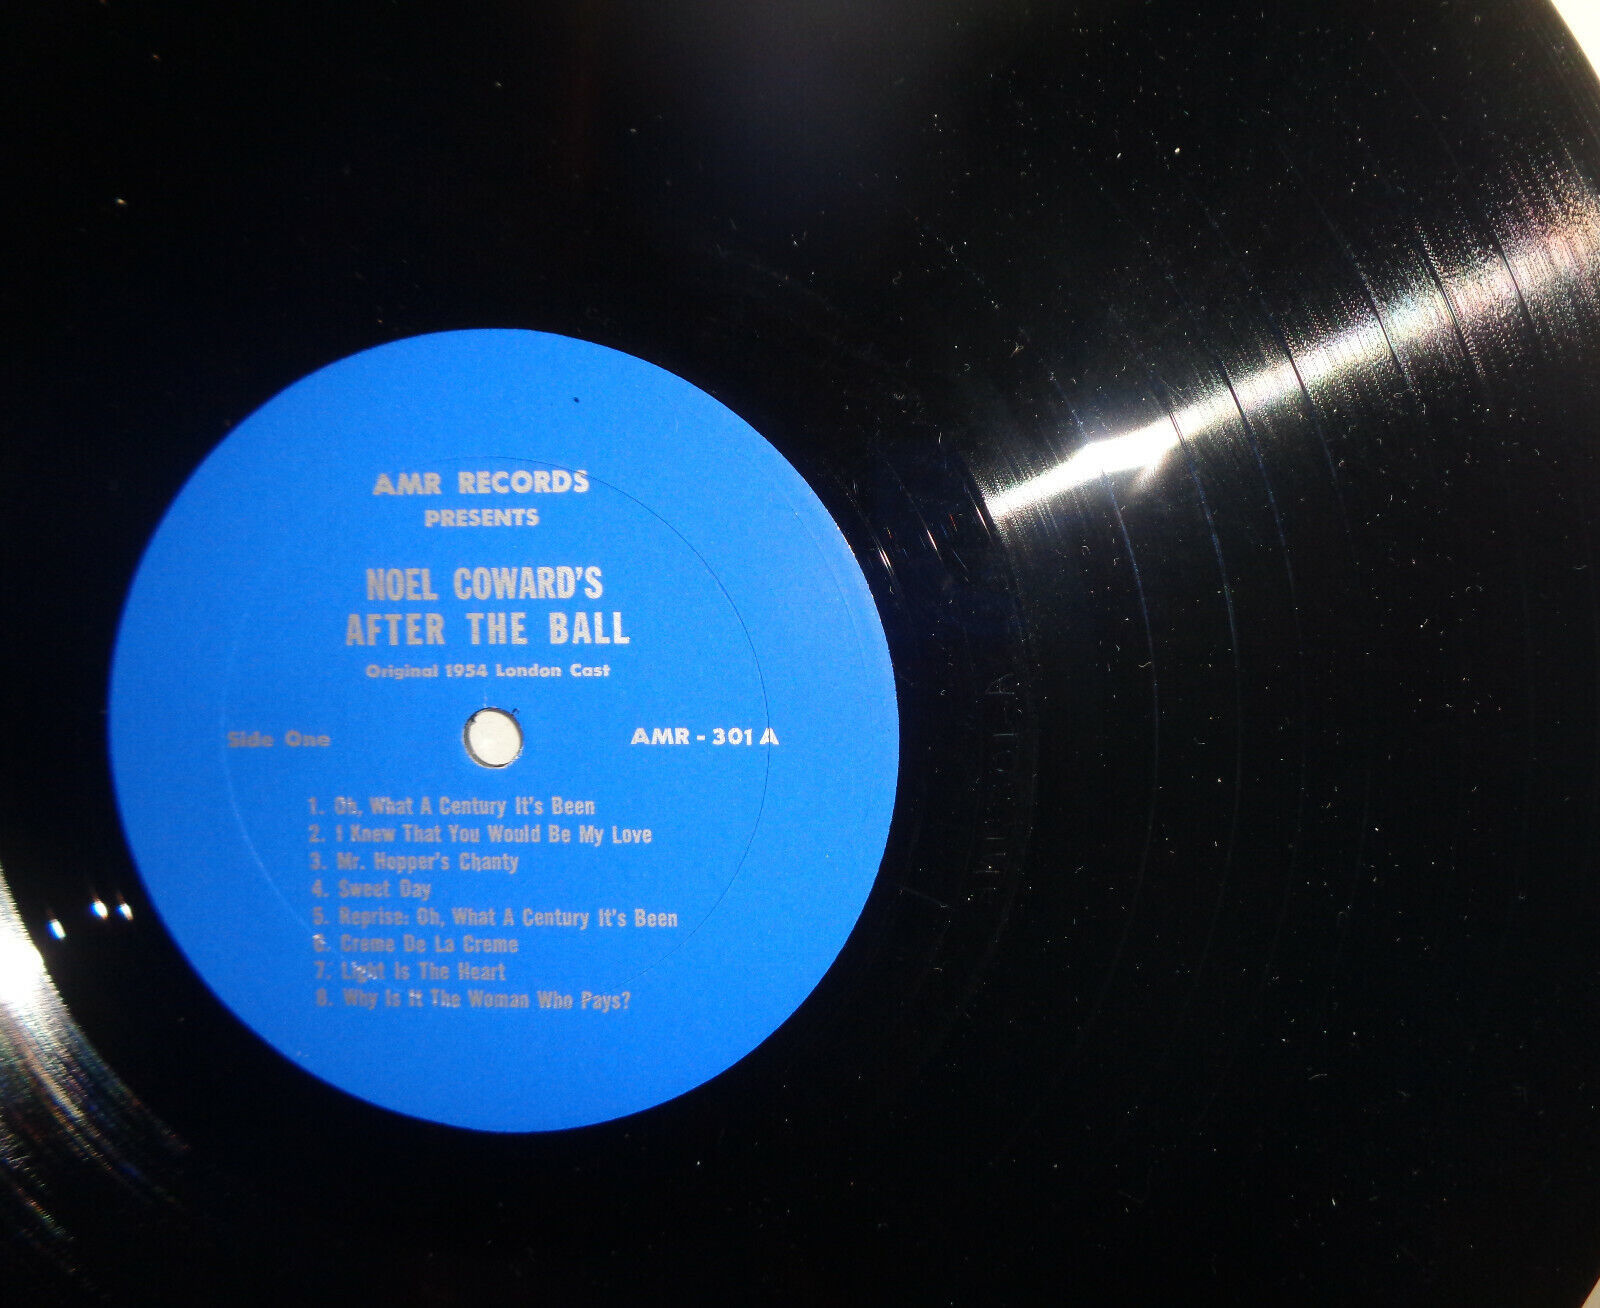 AMR RECORDS
PRESENTS
NOEL COWARD'S
AFTER THE BALL
Original 1954 London Cast
Side One
AMR - 301 A
1. Oh, What A Century It's Been
2. I Knew That You Would Be My Love
3. Mr. Hopper's Chanty
4. Sweet Day
5. Reprise: Oh, What A Century It's Been
6. Creme De La Creme
7. Light Is The Heart
8. Why Is It The Woman Who Pays?